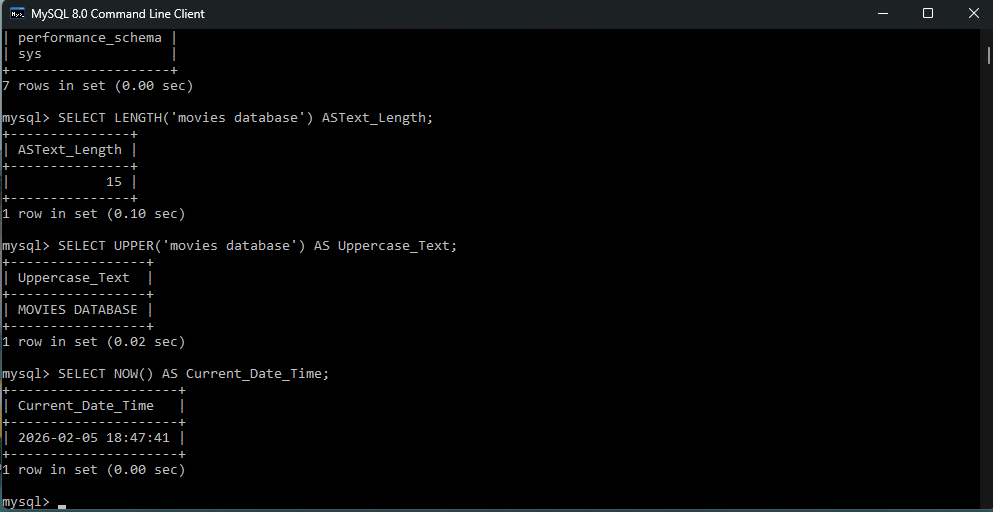 MySQL 8.0 Command Line Client
| performance_schema |
| sys                |
+--------------------+
7 rows in set (0.00 sec)

mysql> SELECT LENGTH('movies database') ASText_Length;
+---------------+
| ASText_Length |
+---------------+
|            15 |
+---------------+
1 row in set (0.10 sec)

mysql> SELECT UPPER('movies database') AS Uppercase_Text;
+-----------------+
| Uppercase_Text  |
+-----------------+
| MOVIES DATABASE |
+-----------------+
1 row in set (0.02 sec)

mysql> SELECT NOW() AS Current_Date_Time;
+---------------------+
| Current_Date_Time   |
+---------------------+
| 2026-02-05 18:47:41 |
+---------------------+
1 row in set (0.00 sec)

mysql>